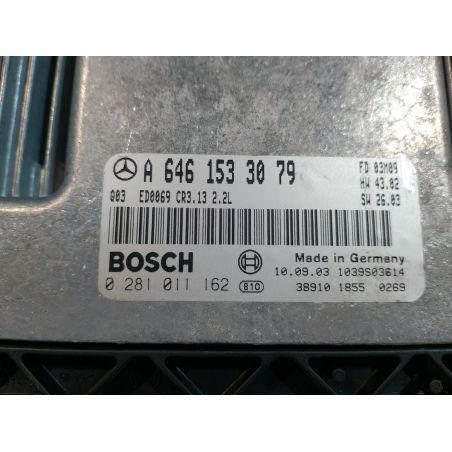 A 646 153 30 79 FD 03M09
G03 ED0069 CR3.13 2.2L HW 43.02
SW 26.03
BOSCH Made in Germany
10.09.03 1039S03614
0 281 011 162 810 38910 1855 0269